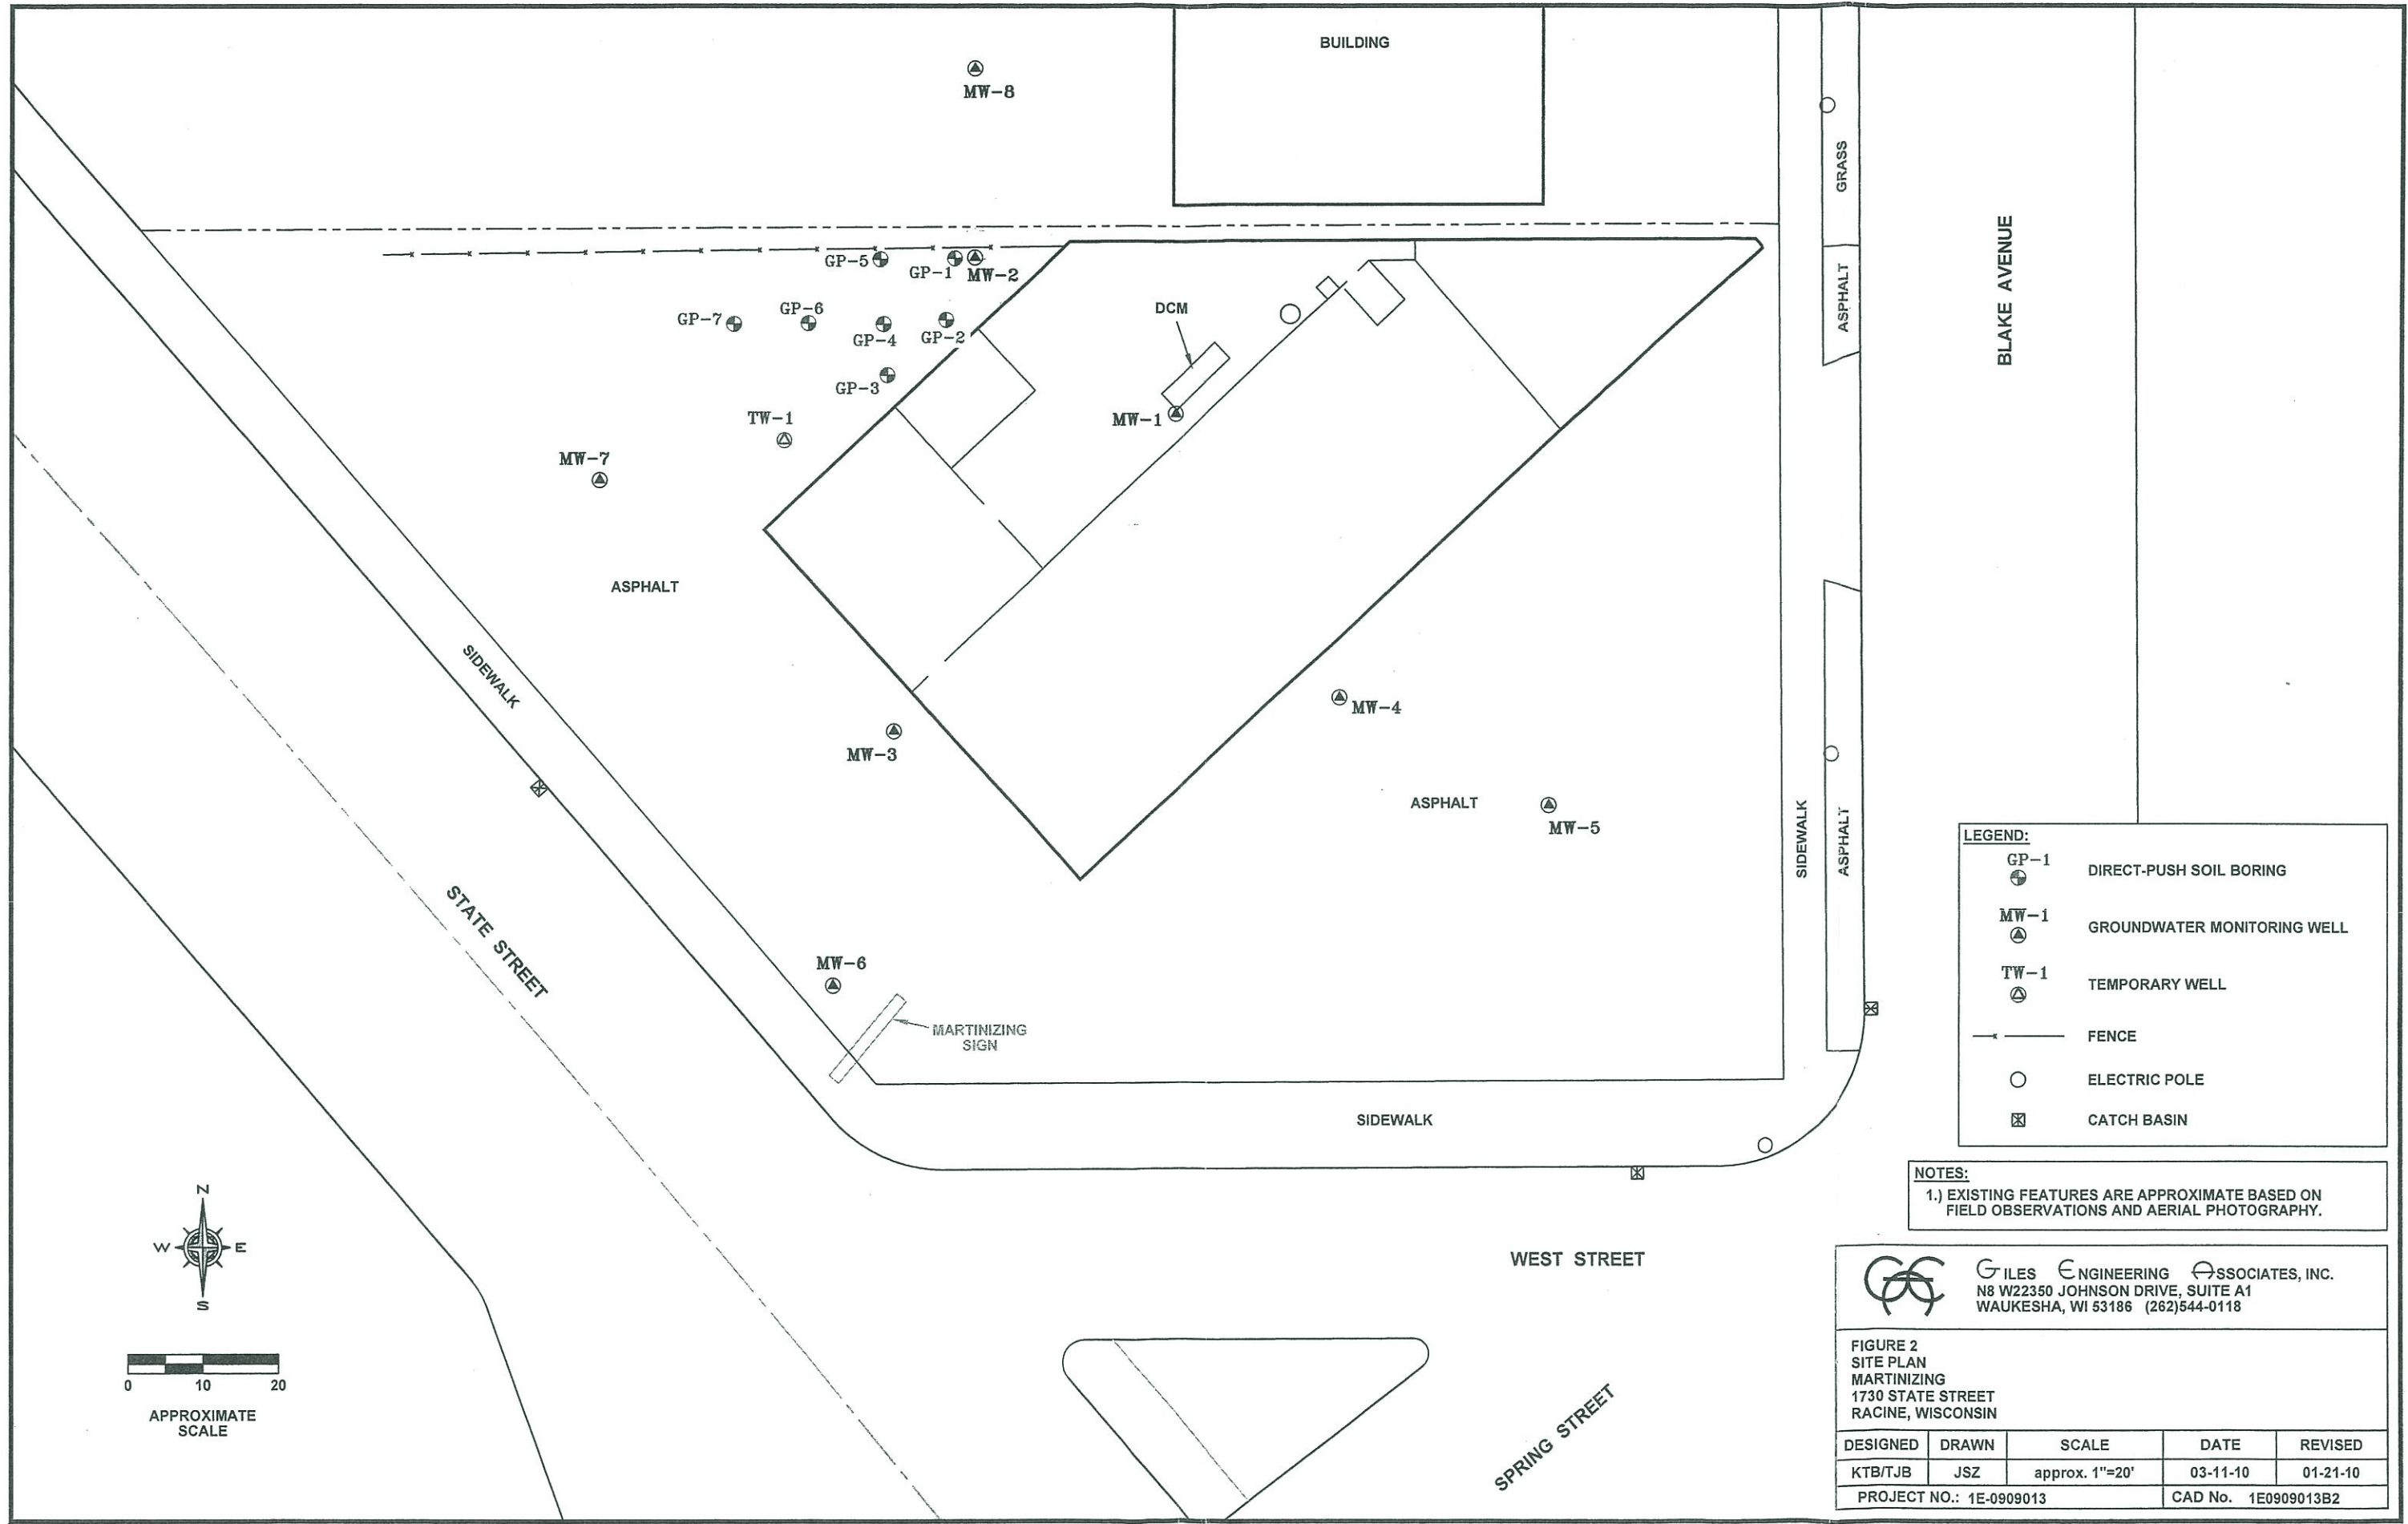 BUILDING
MW-8
GRASS
BLAKE AVENUE
GP-5
GP-1
MW-2
ASPHALT
GP-7
GP-6
GP-4
GP-2
DCM
GP-3
TW-1
MW-1
MW-7
ASPHALT
SIDEWALK
MW-3
MW-4
ASPHALT
MW-5
SIDEWALK
ASPHALT
STATE STREET
MW-6
MARTINIZING
SIGN
SIDEWALK
WEST STREET
SPRING STREET
N
W
E
S
0 10 20
APPROXIMATE
SCALE
LEGEND:
GP-1
DIRECT-PUSH SOIL BORING
MW-1
GROUNDWATER MONITORING WELL
TW-1
TEMPORARY WELL
FENCE
ELECTRIC POLE
CATCH BASIN
NOTES:
1.) EXISTING FEATURES ARE APPROXIMATE BASED ON
FIELD OBSERVATIONS AND AERIAL PHOTOGRAPHY.
GILES ENGINEERING ASSOCIATES, INC.
N8 W22350 JOHNSON DRIVE, SUITE A1
WAUKESHA, WI 53186 (262)544-0118
FIGURE 2
SITE PLAN
MARTINIZING
1730 STATE STREET
RACINE, WISCONSIN
DESIGNED DRAWN SCALE DATE REVISED
KTB/TJB JSZ approx. 1"=20' 03-11-10 01-21-10
PROJECT NO.: 1E-0909013 CAD No. 1E0909013B2